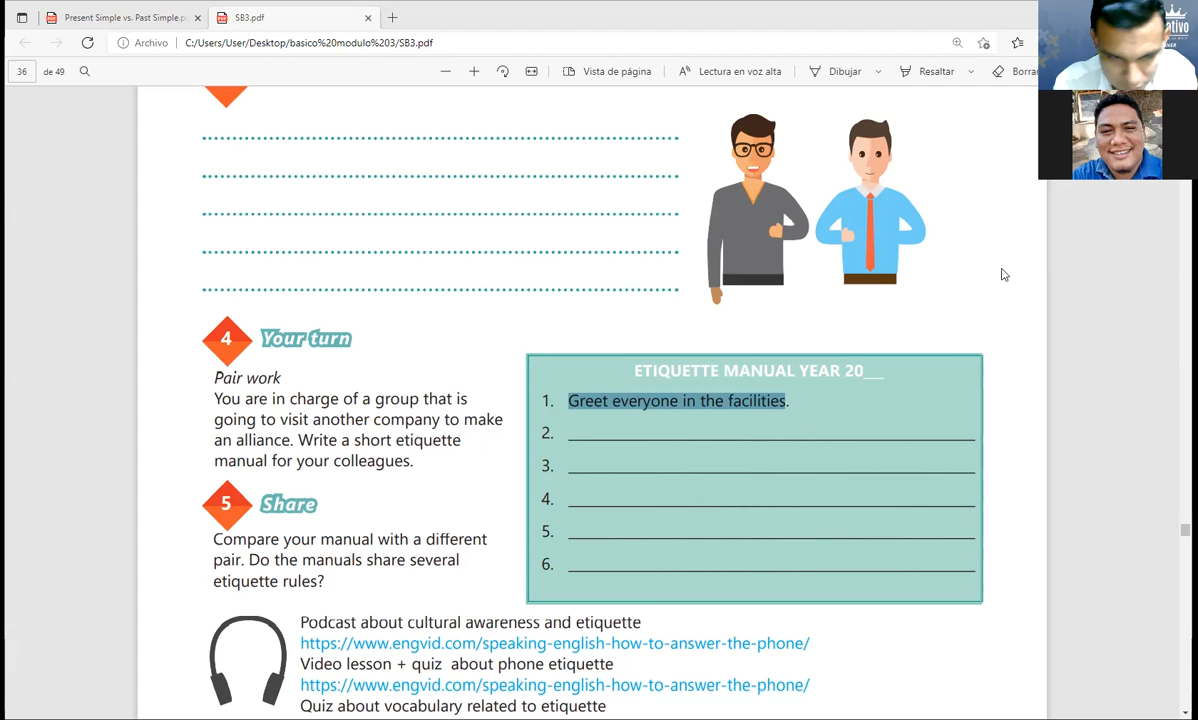 Present Simple vs. Past Simple.p
SB3.pdf
Archivo
C:/Users/User/Desktop/basico%20modulo%203/SB3.pdf
36
de 49
Vista de página
Lectura en voz alta
Dibujar
Resaltar
Borrar
4 Your turn
Pair work
You are in charge of a group that is
going to visit another company to make
an alliance. Write a short etiquette
manual for your colleagues.
5 Share
Compare your manual with a different
pair. Do the manuals share several
etiquette rules?
ETIQUETTE MANUAL YEAR 20___
1. Greet everyone in the facilities.
2.
3.
4.
5.
6.
Podcast about cultural awareness and etiquette
https://www.engvid.com/speaking-english-how-to-answer-the-phone/
Video lesson + quiz about phone etiquette
https://www.engvid.com/speaking-english-how-to-answer-the-phone/
Quiz about vocabulary related to etiquette